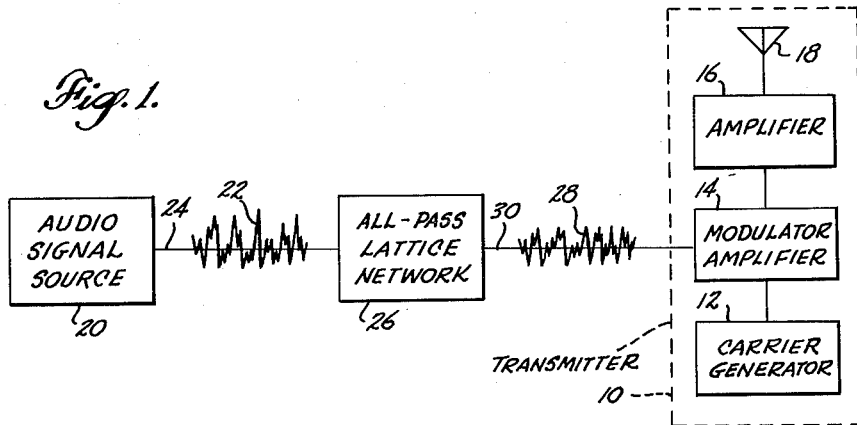 Fig. 1.
18
16
AMPLIFIER
22
28
14
AUDIO
SIGNAL
SOURCE
24
ALL-PASS
LATTICE
NETWORK
30
MODULATOR
AMPLIFIER
20
26
12
CARRIER
GENERATOR
TRANSMITTER
10